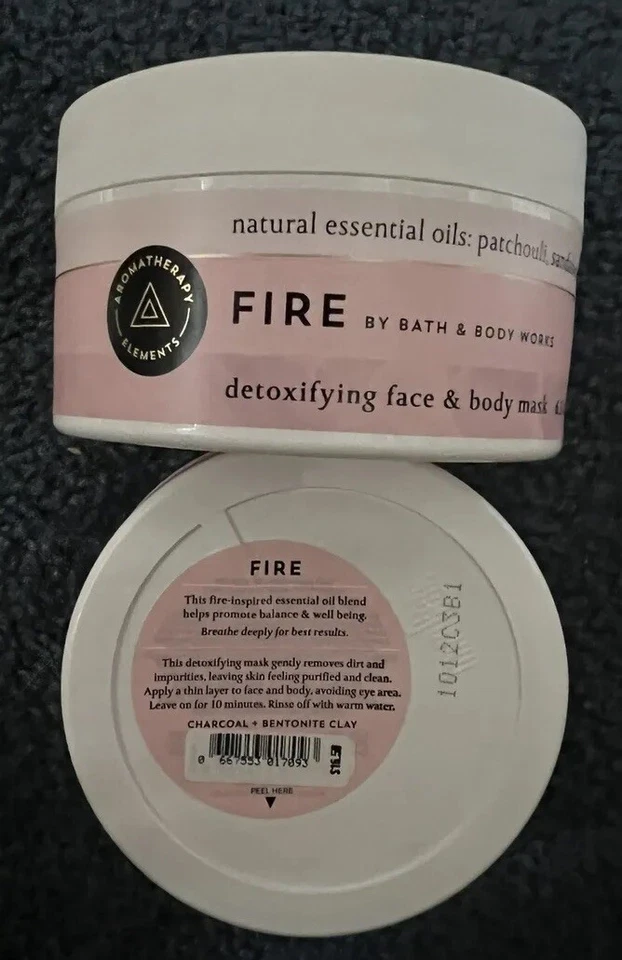 natural essential oils: patchouli,
AROMATHERAPY
ELEMENTS
FIRE BY BATH & BODY WORKS
detoxifying face & body mask
FIRE
This fire-inspired essential oil blend
helps promote balance & well being.
Breathe deeply for best results.
This detoxifying mask gently removes dirt and
impurities, leaving skin feeling purified and clean.
Apply a thin layer to face and body, avoiding eye area.
Leave on for 10 minutes. Rinse off with warm water.
CHARCOAL + BENTONITE CLAY
0 667553 017093
PEEL HERE
1012C3B1